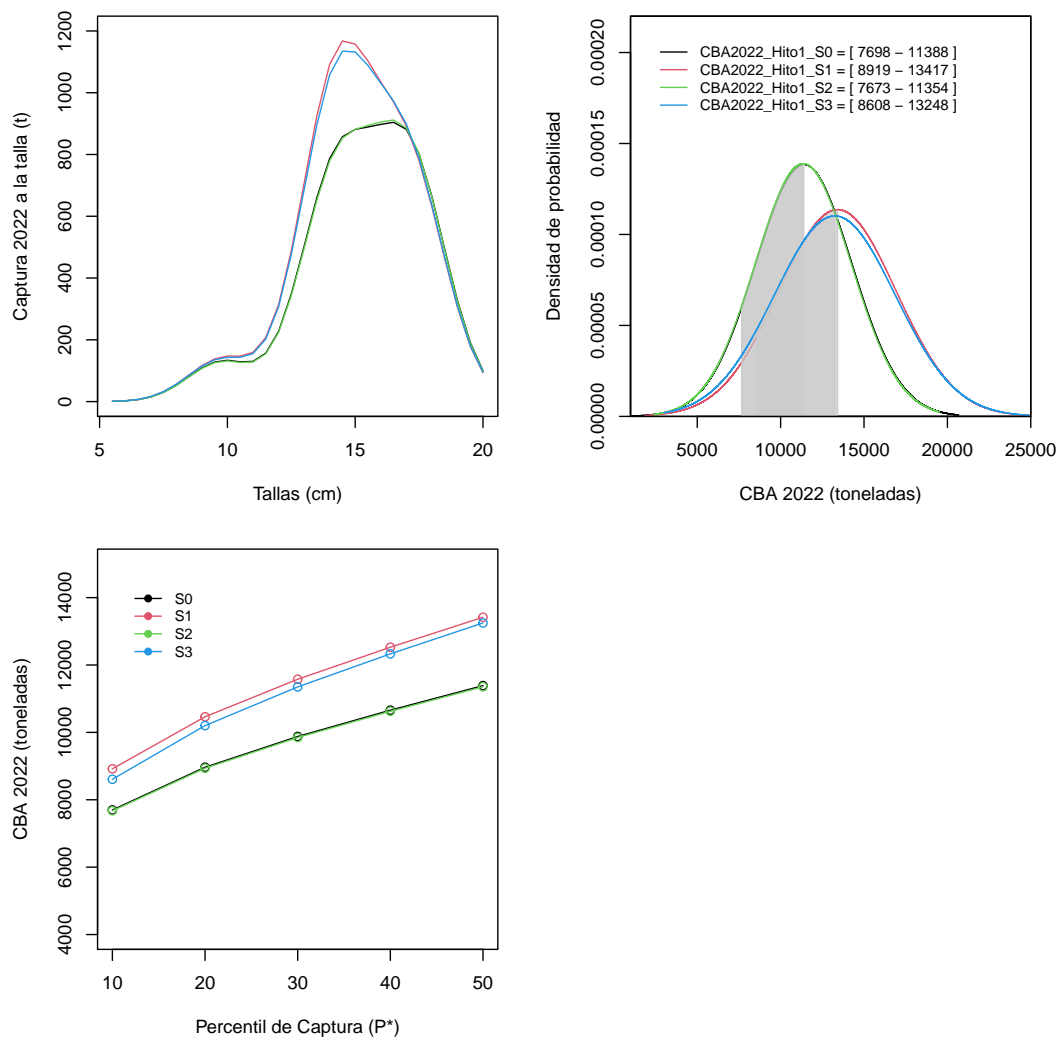 Captura 2022 a la talla (t)
1200
1000
800
600
400
200
0
5
10
15
20
Tallas (cm)
Densidad de probabilidad
0.00020
0.00015
0.00010
0.00005
0.00000
CBA2022_Hito1_S0 = [ 7698 − 11388 ]
CBA2022_Hito1_S1 = [ 8919 − 13417 ]
CBA2022_Hito1_S2 = [ 7673 − 11354 ]
CBA2022_Hito1_S3 = [ 8608 − 13248 ]
5000
10000
15000
20000
25000
CBA 2022 (toneladas)
CBA 2022 (toneladas)
14000
12000
10000
8000
6000
4000
S0
S1
S2
S3
10
20
30
40
50
Percentil de Captura (P*)